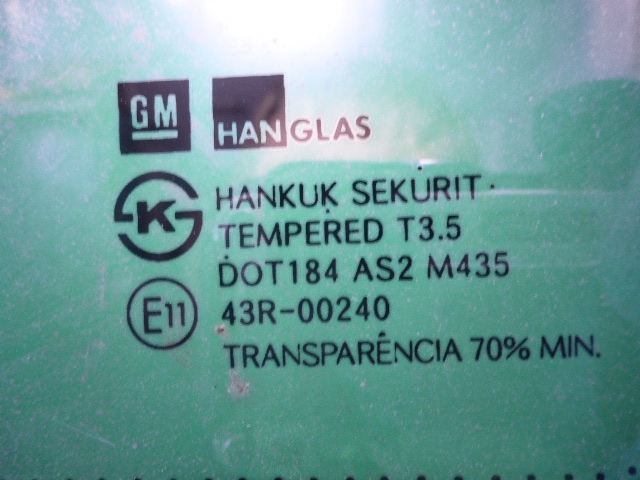 GM HANGLAS
K HANKUK SEKURIT
TEMPERED T3.5
DOT184 AS2 M435
E11 43R-00240
TRANSPARÊNCIA 70% MIN.